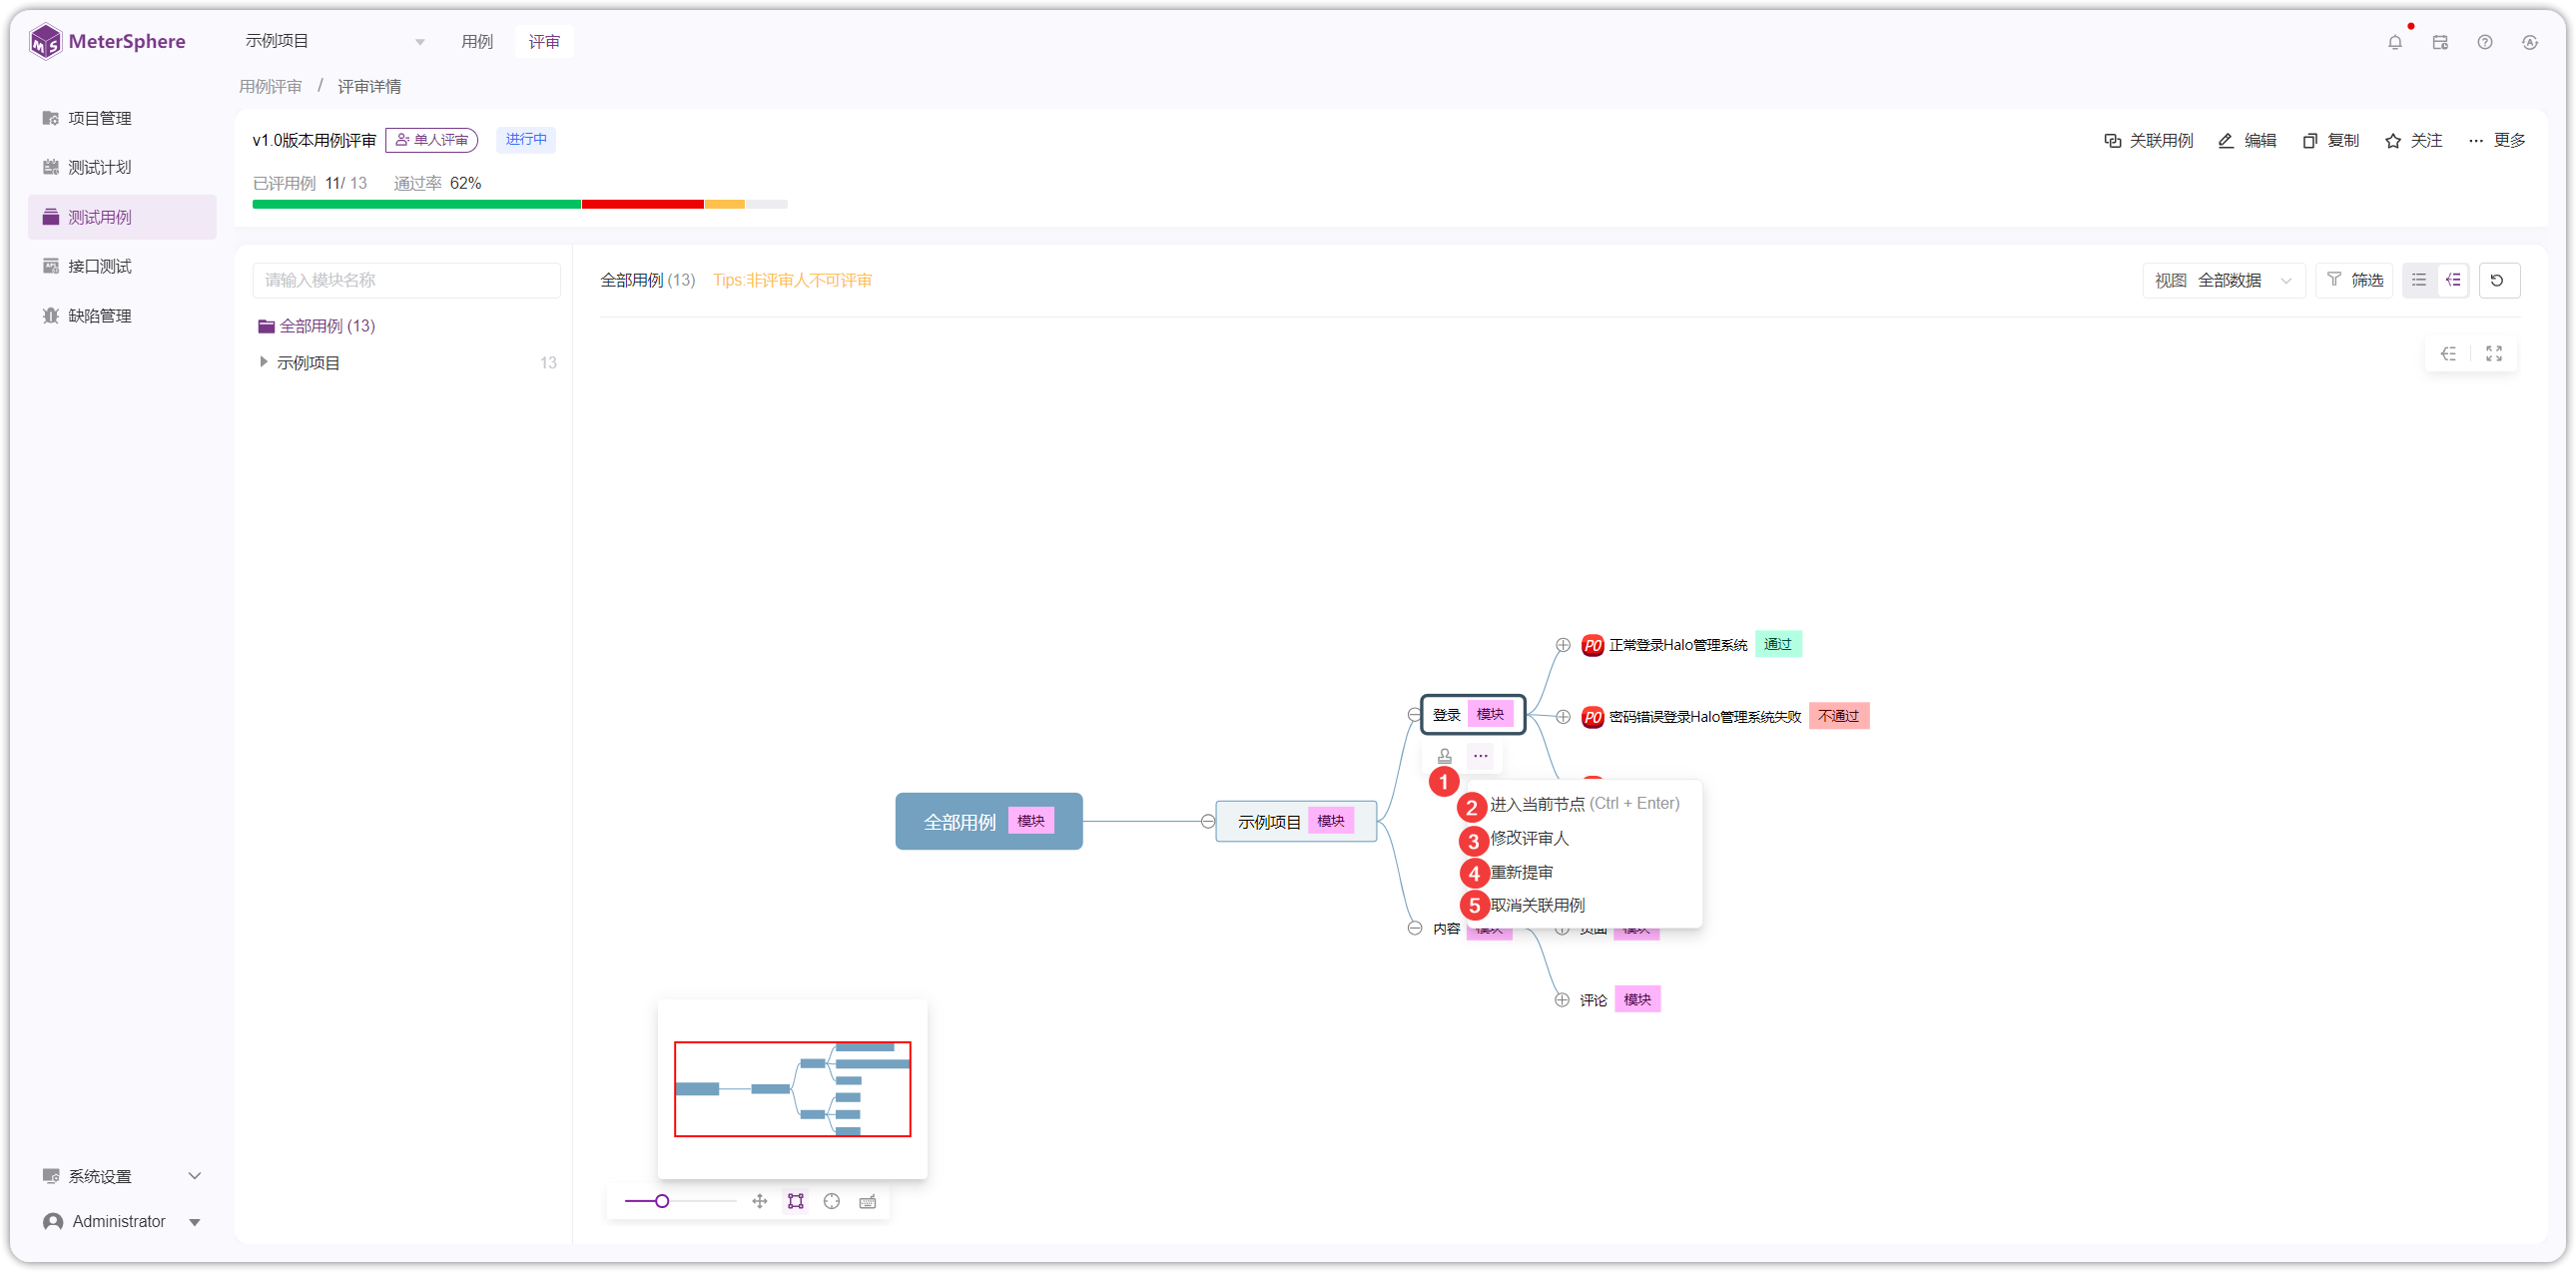 MeterSphere
示例项目
用例
评审
用例评审 / 评审详情
项目管理
测试计划
测试用例
接口测试
缺陷管理
v1.0版本用例评审 单人评审 进行中
关联用例 编辑 复制 关注 更多
已评用例 11/ 13 通过率 62%
请输入模块名称
全部用例 (13)
示例项目 13
全部用例 (13) Tips:非评审人不可评审
视图 全部数据 筛选
P0 正常登录Halo管理系统 通过
登录 模块
P0 密码错误登录Halo管理系统失败 不通过
1
2 进入当前节点 (Ctrl + Enter)
3 修改评审人
4 重新提审
5 取消关联用例
全部用例 模块
示例项目 模块
内容 模块
页面 模块
评论 模块
系统设置
Administrator